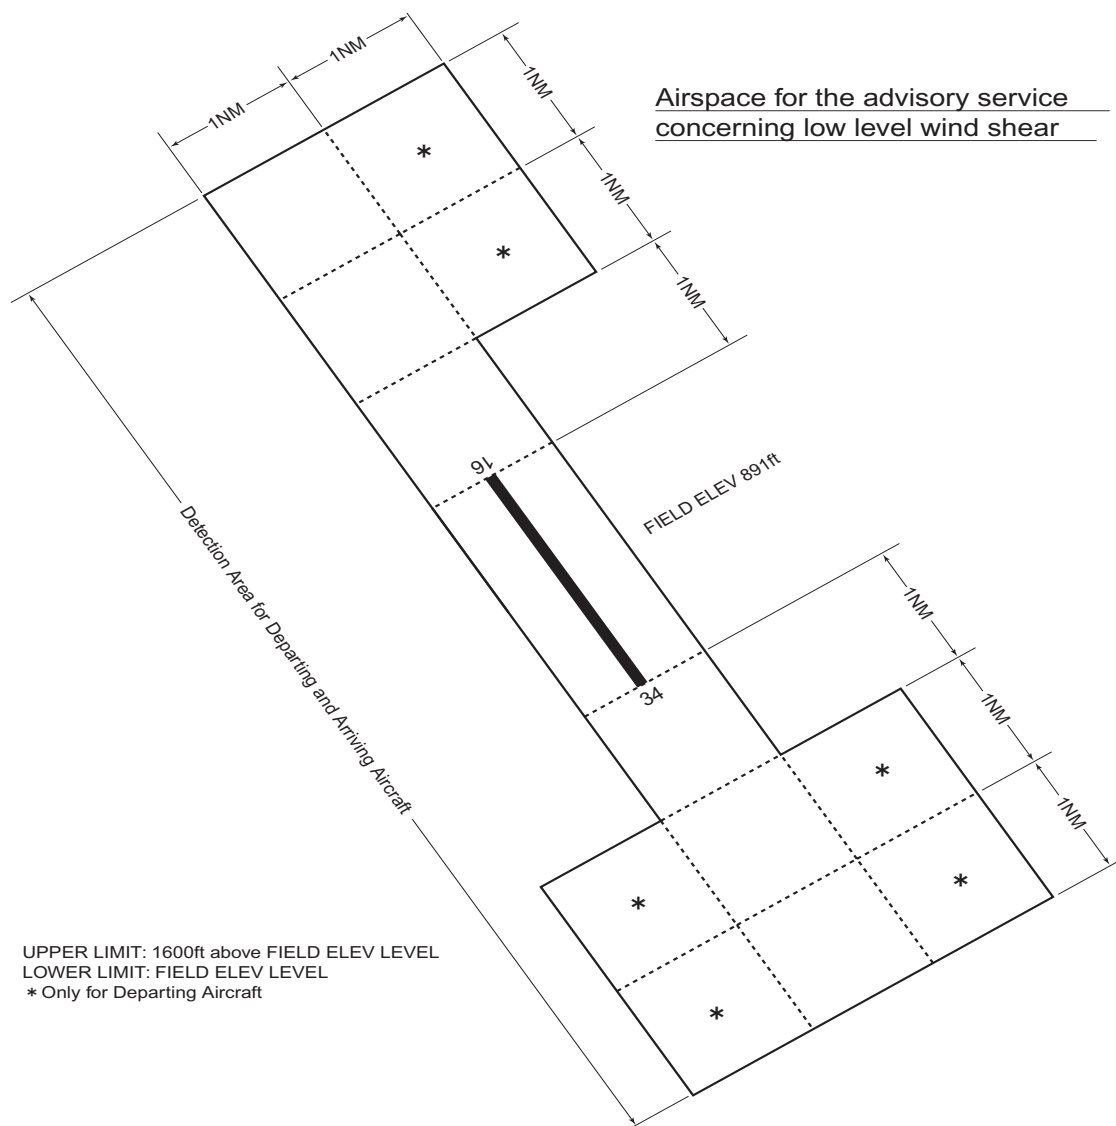 1NM
1NM
1NM
Airspace for the advisory service
concerning low level wind shear
*
1NM
*
1NM
16
FIELD ELEV 891ft
Detection Area for Departing and Arriving Aircraft
1NM
34
1NM
*
1NM
*
*
*
UPPER LIMIT: 1600ft above FIELD ELEV LEVEL
LOWER LIMIT: FIELD ELEV LEVEL
* Only for Departing Aircraft